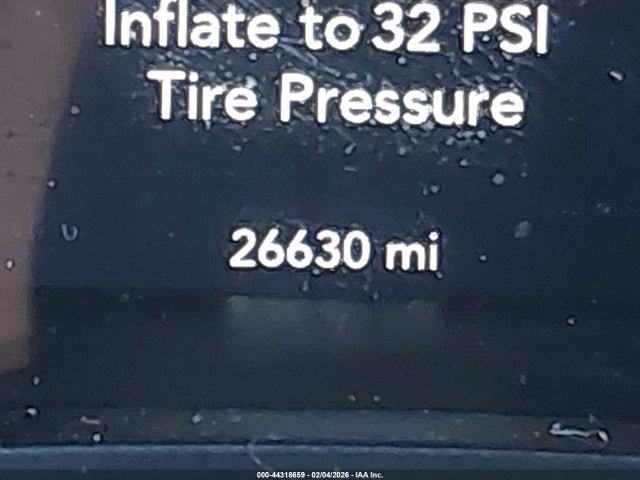 Inflate to 32 PSI
Tire Pressure
26630 mi
000-44318659 - 02/04/2026 - IAA Inc.